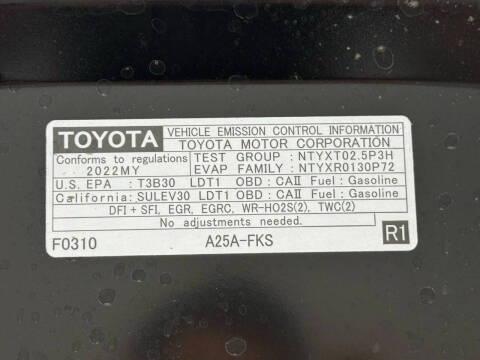 TOYOTA VEHICLE EMISSION CONTROL INFORMATION
TOYOTA MOTOR CORPORATION
Conforms to regulations TEST GROUP : NTYXT02.5P3H
2022MY EVAP FAMILY : NTYXR0130P72
U.S. EPA : T3B30 LDT1 OBD : CAII Fuel : Gasoline
California: SULEV30 LDT1 OBD : CAII Fuel : Gasoline
DFI + SFI, EGR, EGRC, WR-HO2S(2), TWC(2)
No adjustments needed.
F0310 A25A-FKS R1